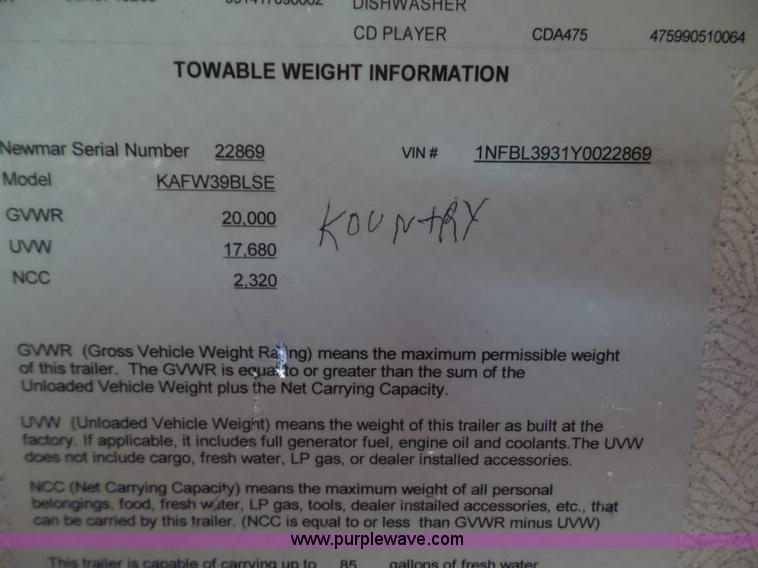 DISHWASHER
CD PLAYER CDA475 475990510064
TOWABLE WEIGHT INFORMATION
Newmar Serial Number 22869 VIN # 1NFBL3931Y0022869
Model KAFW39BLSE
GVWR 20,000 KOUNTRY
UVW 17,680
NCC 2,320
GVWR (Gross Vehicle Weight Rating) means the maximum permissible weight
of this trailer. The GVWR is equal to or greater than the sum of the
Unloaded Vehicle Weight plus the Net Carrying Capacity.
UVW (Unloaded Vehicle Weight) means the weight of this trailer as built at the
factory. If applicable, it includes full generator fuel, engine oil and coolants.The UVW
does not include cargo, fresh water, LP gas, or dealer installed accessories.
NCC (Net Carrying Capacity) means the maximum weight of all personal
belongings, food, fresh water, LP gas, tools, dealer installed accessories, etc., that
can be carried by this trailer. (NCC is equal to or less than GVWR minus UVW)
www.purplewave.com
This trailer is capable of carrying up to 85 gallons of fresh water